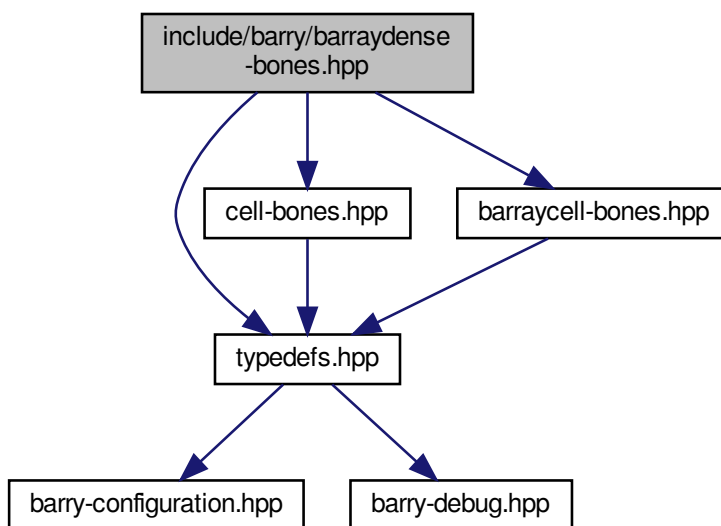 include/barry/barraydense
-bones.hpp
cell-bones.hpp
barraycell-bones.hpp
typedefs.hpp
barry-configuration.hpp
barry-debug.hpp